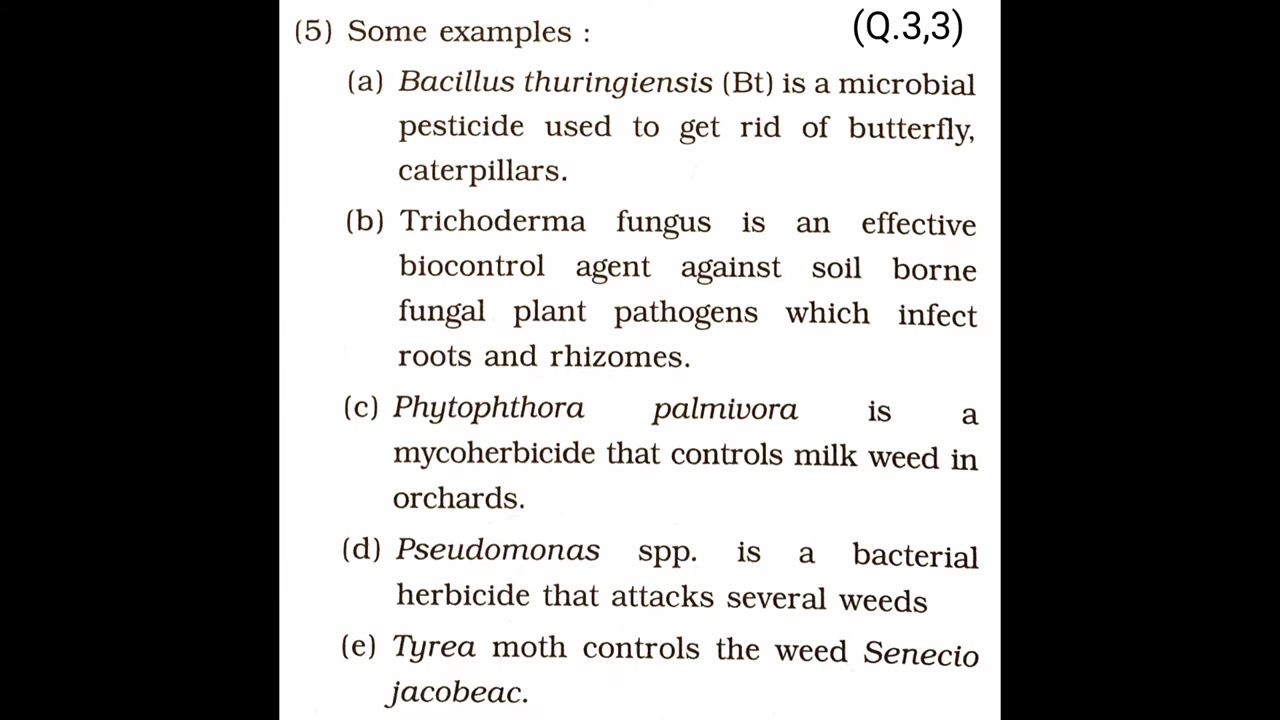 (5) Some examples : (Q.3,3)
(a) Bacillus thuringiensis (Bt) is a microbial
pesticide used to get rid of butterfly,
caterpillars.
(b) Trichoderma fungus is an effective
biocontrol agent against soil borne
fungal plant pathogens which infect
roots and rhizomes.
(c) Phytophthora palmivora is a
mycoherbicide that controls milk weed in
orchards.
(d) Pseudomonas spp. is a bacterial
herbicide that attacks several weeds
(e) Tyrea moth controls the weed Senecio
jacobeac.